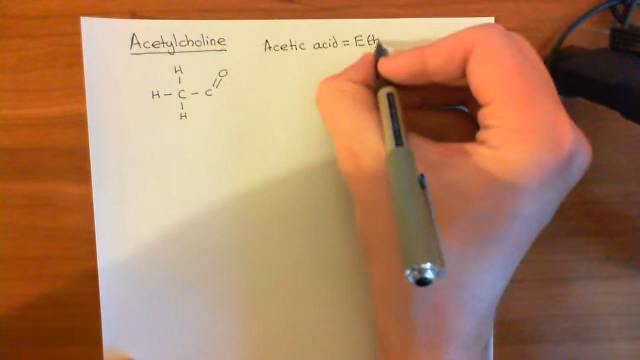 Acetylcholine
Acetic acid = Eth
H
O
H - C - C
H